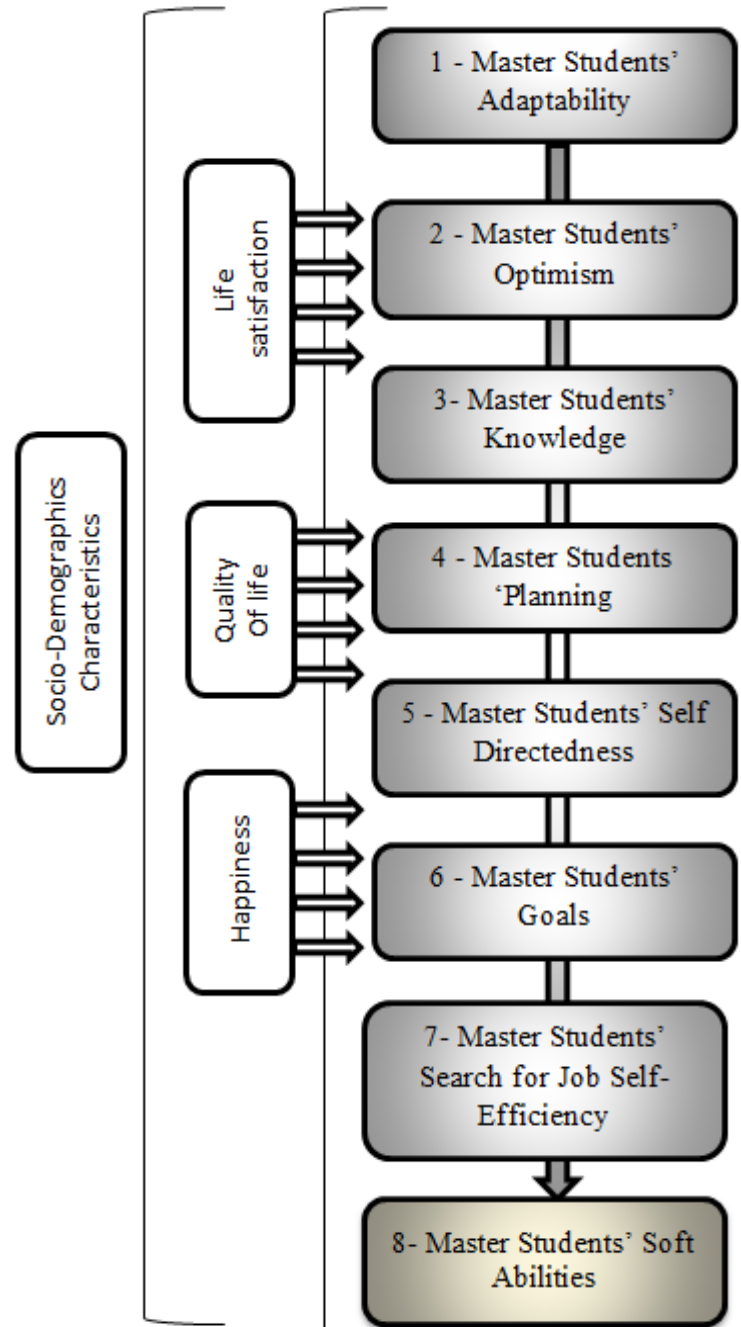 Socio-Demographics
Characteristics
Life
satisfaction
Quality
Of life
Happiness
1 - Master Students’
Adaptability
2 - Master Students’
Optimism
3- Master Students’
Knowledge
4 - Master Students
‘Planning
5 - Master Students’ Self
Directedness
6 - Master Students’
Goals
7- Master Students’
Search for Job Self-
Efficiency
8- Master Students’ Soft
Abilities